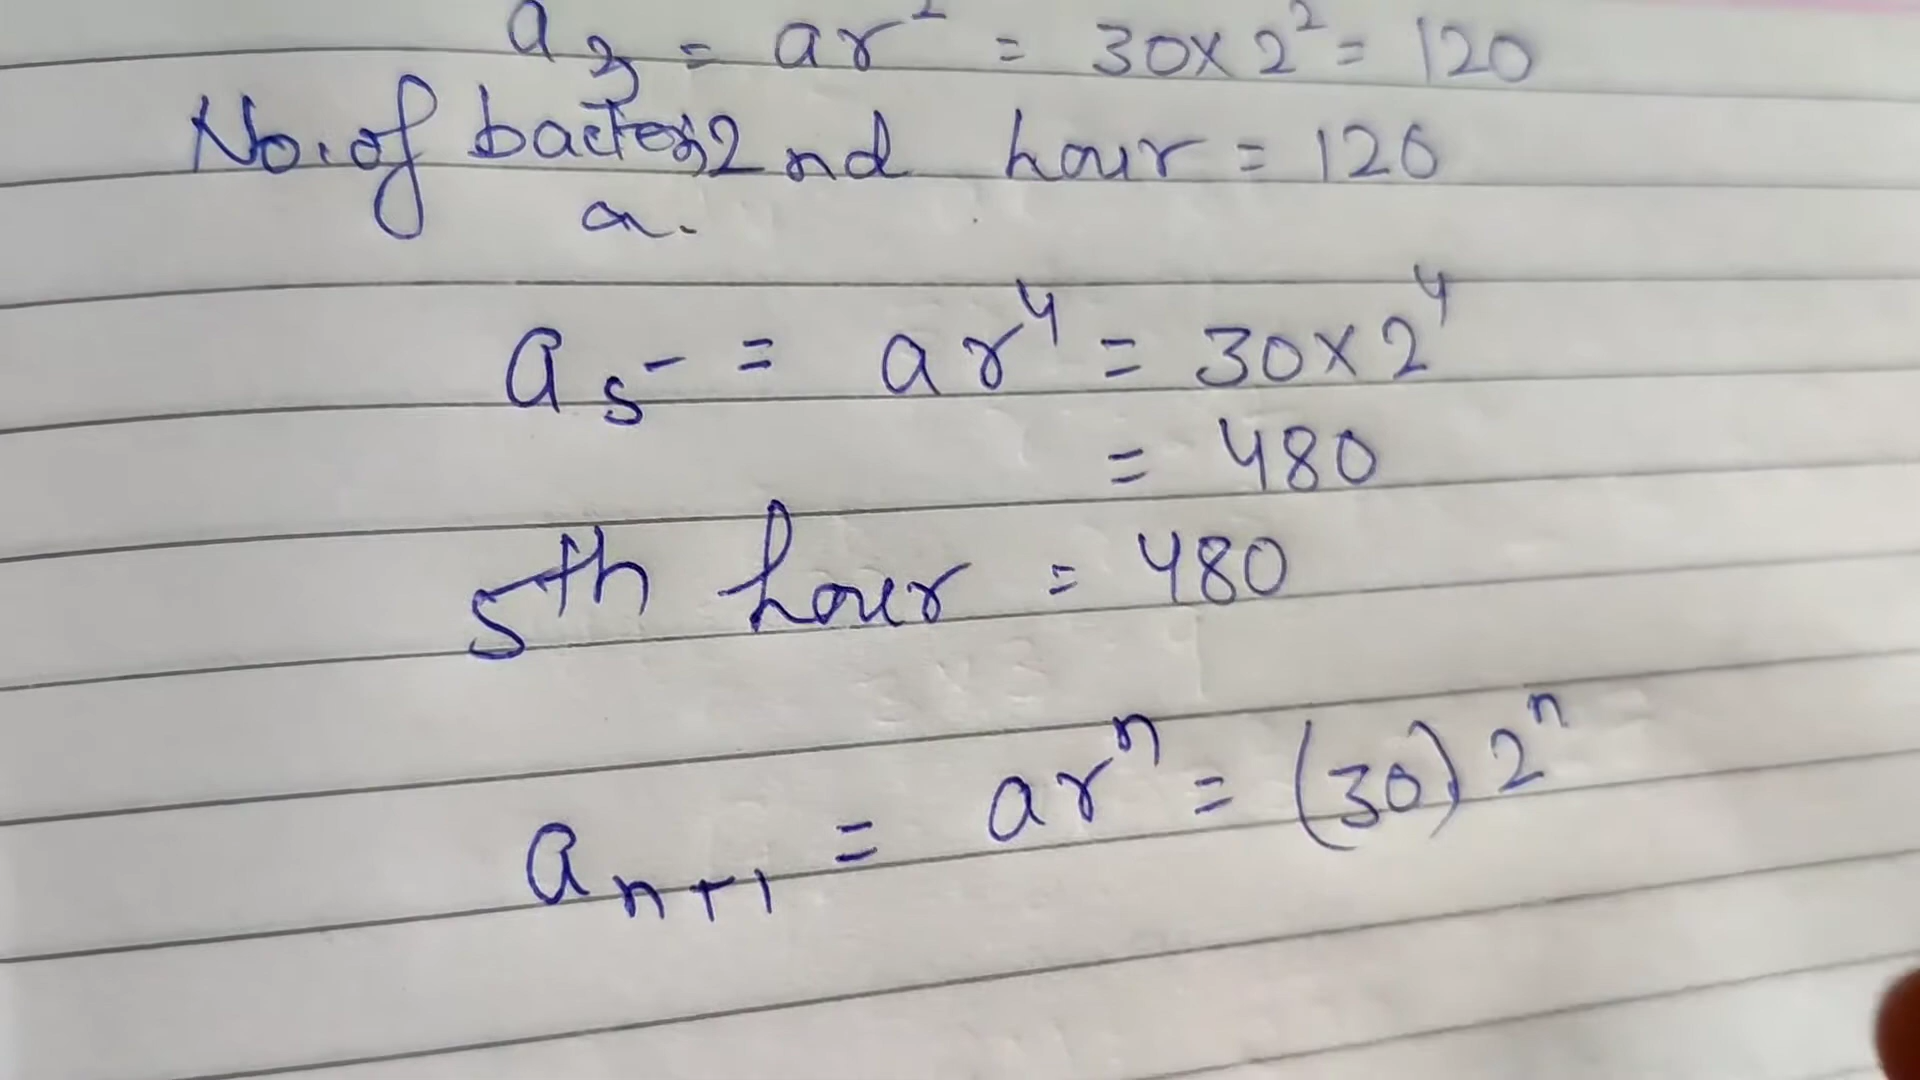 a₃ = ar² = 30×2² = 120
No. of bacteria 2nd hour = 120
a₅ = ar⁴ = 30×2⁴
= 480
5th hour = 480
aₙ₊₁ = arⁿ = (30)2ⁿ